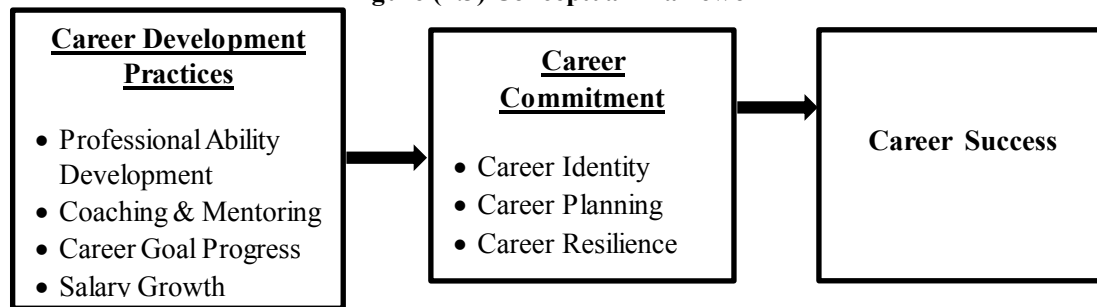 Career Development
Practices
• Professional Ability
Development
• Coaching & Mentoring
• Career Goal Progress
• Salary Growth
Career
Commitment
• Career Identity
• Career Planning
• Career Resilience
Career Success